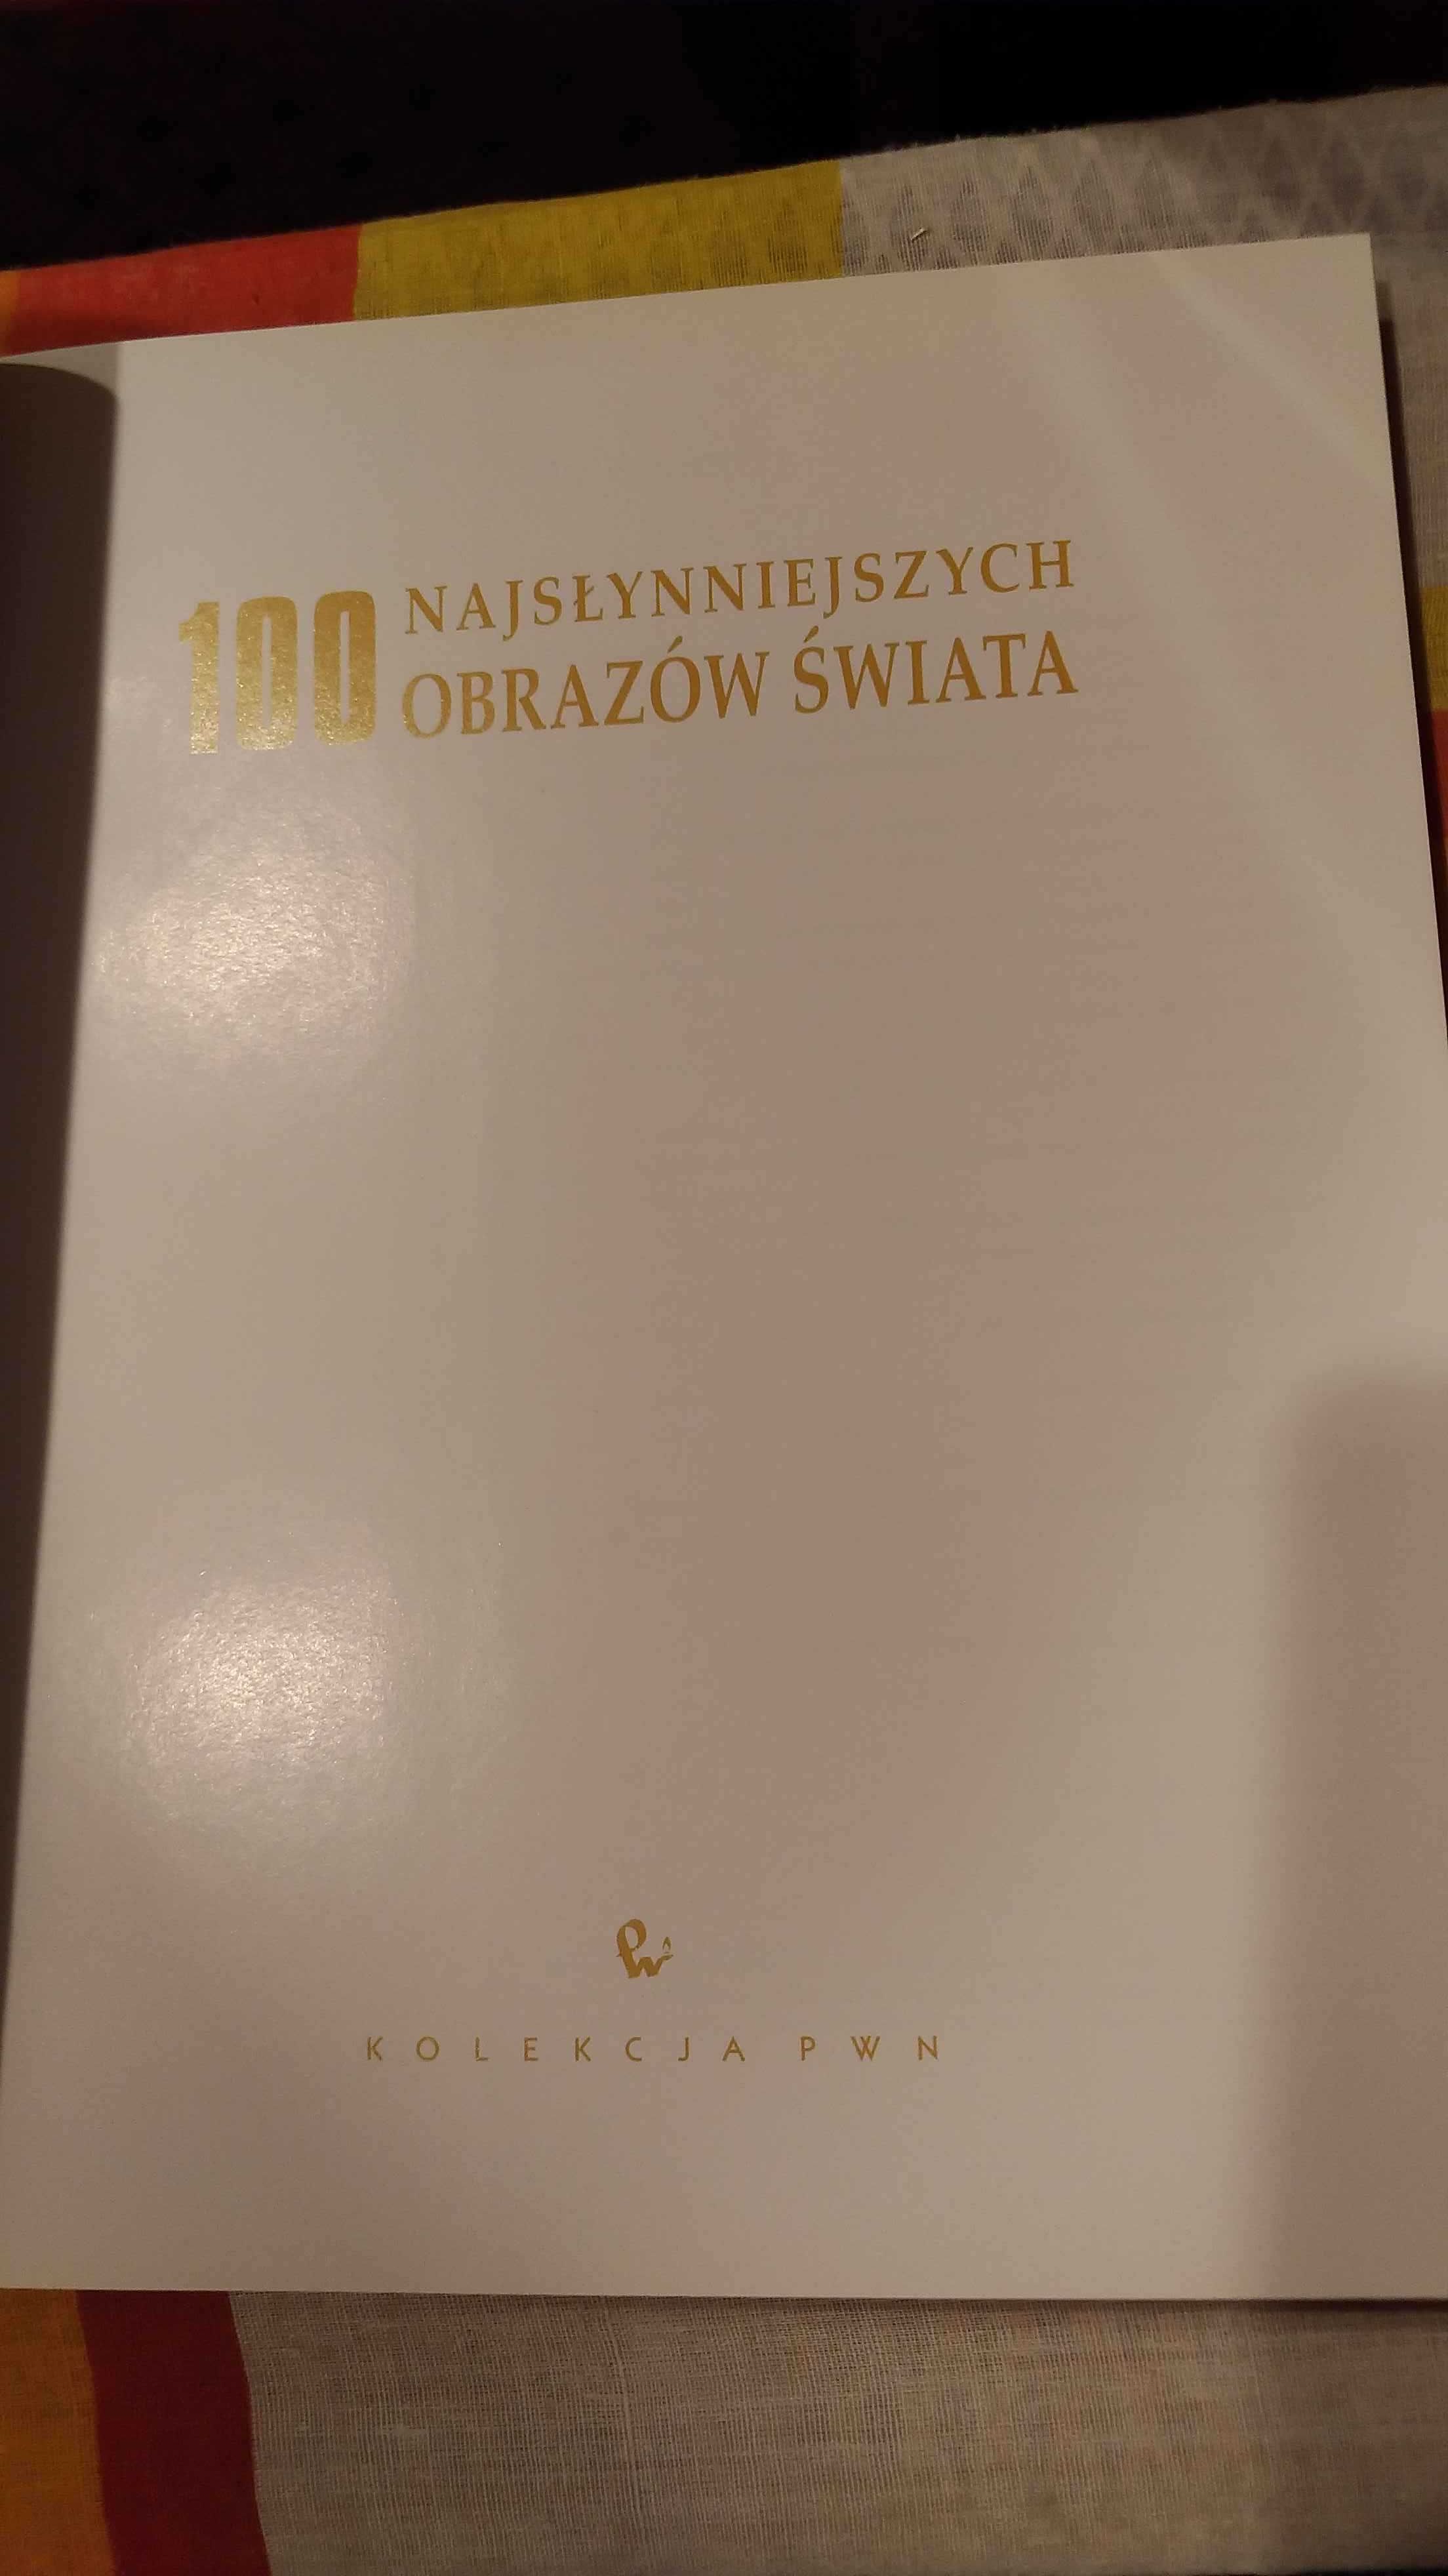 100 NAJSŁYNNIEJSZYCH
OBRAZÓW ŚWIATA
KOLEKCJA PWN